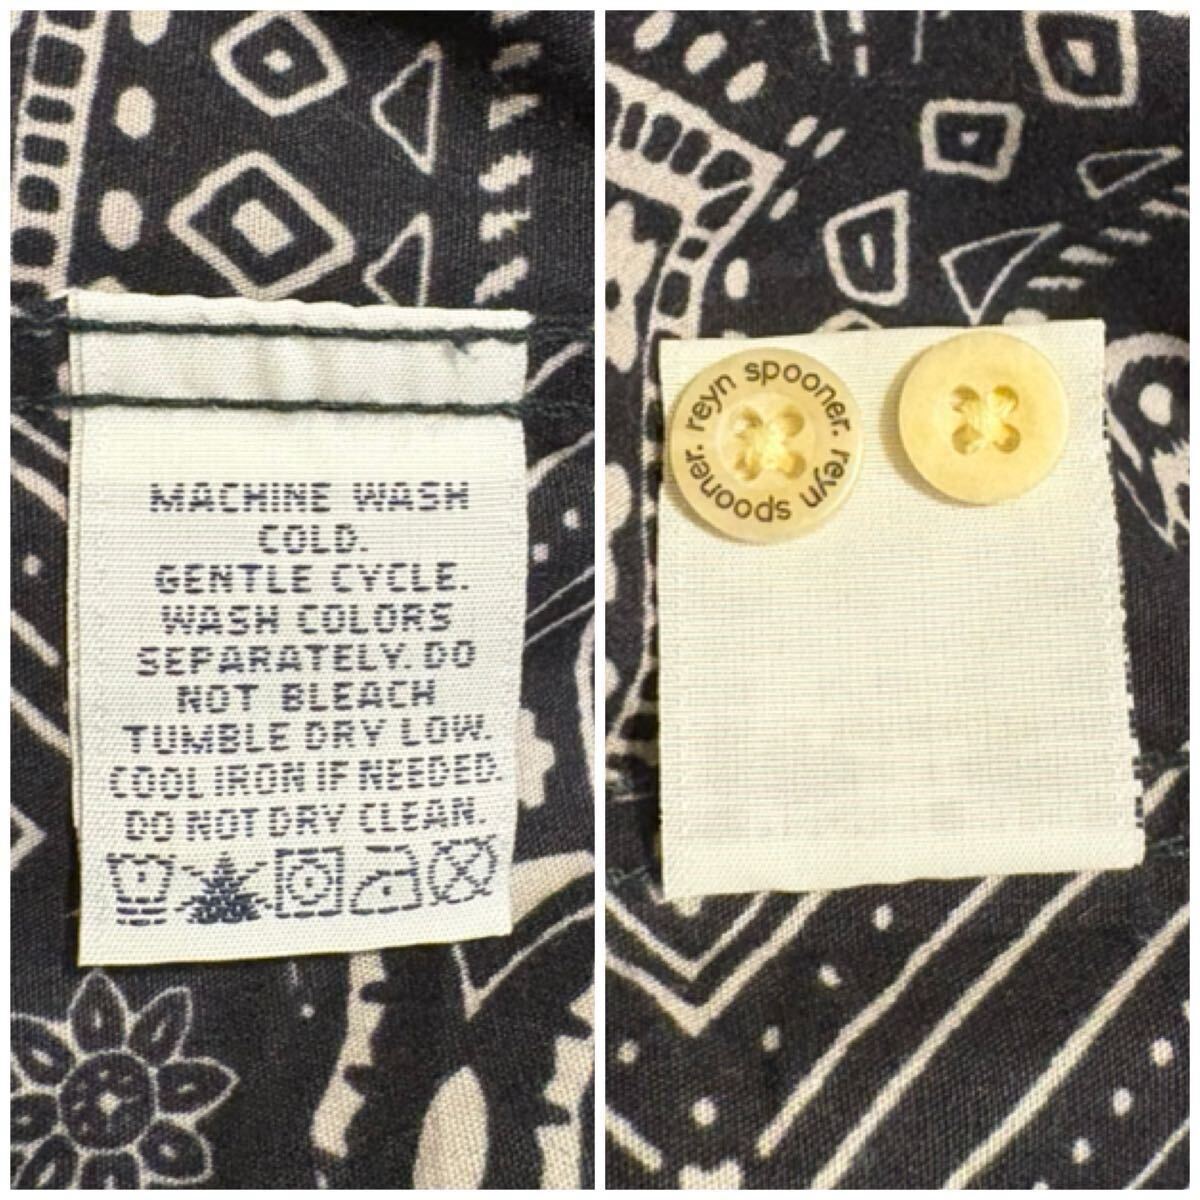 MACHINE WASH
COLD.
GENTLE CYCLE.
WASH COLORS
SEPARATELY. DO
NOT BLEACH
TUMBLE DRY LOW.
COOL IRON IF NEEDED.
DO NOT DRY CLEAN.
reyn spooner. reyn spooner.